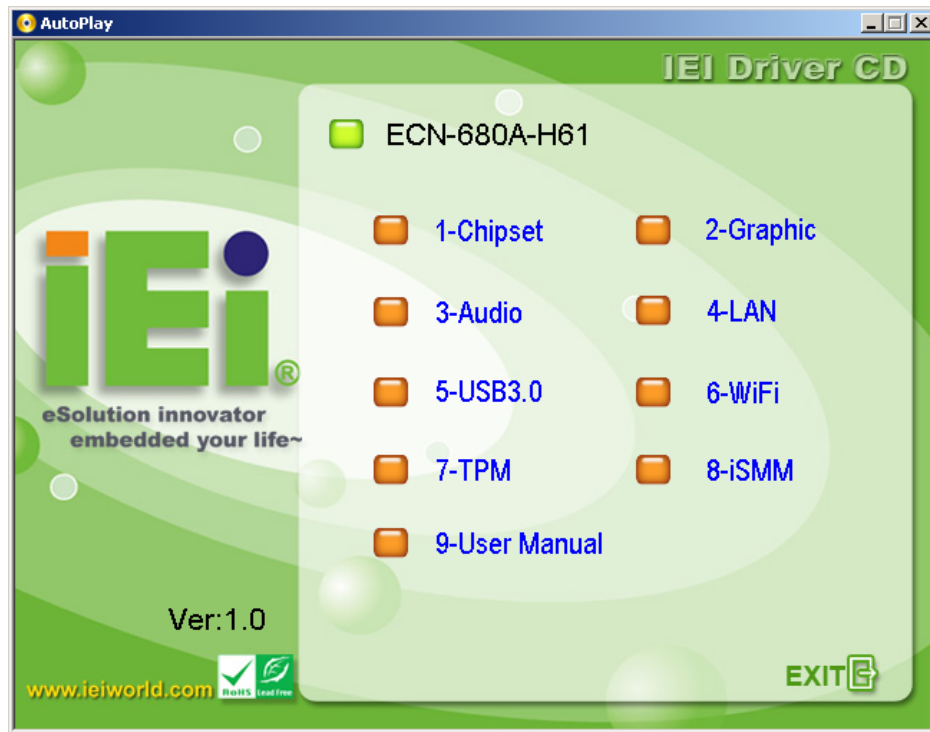 AutoPlay
IEI Driver CD
ECN-680A-H61
1-Chipset
2-Graphic
3-Audio
4-LAN
5-USB3.0
6-WiFi
7-TPM
8-iSMM
9-User Manual
iEi®
eSolution innovator
embedded your life~
Ver:1.0
www.ieiworld.com
RoHS
Lead Free
EXIT